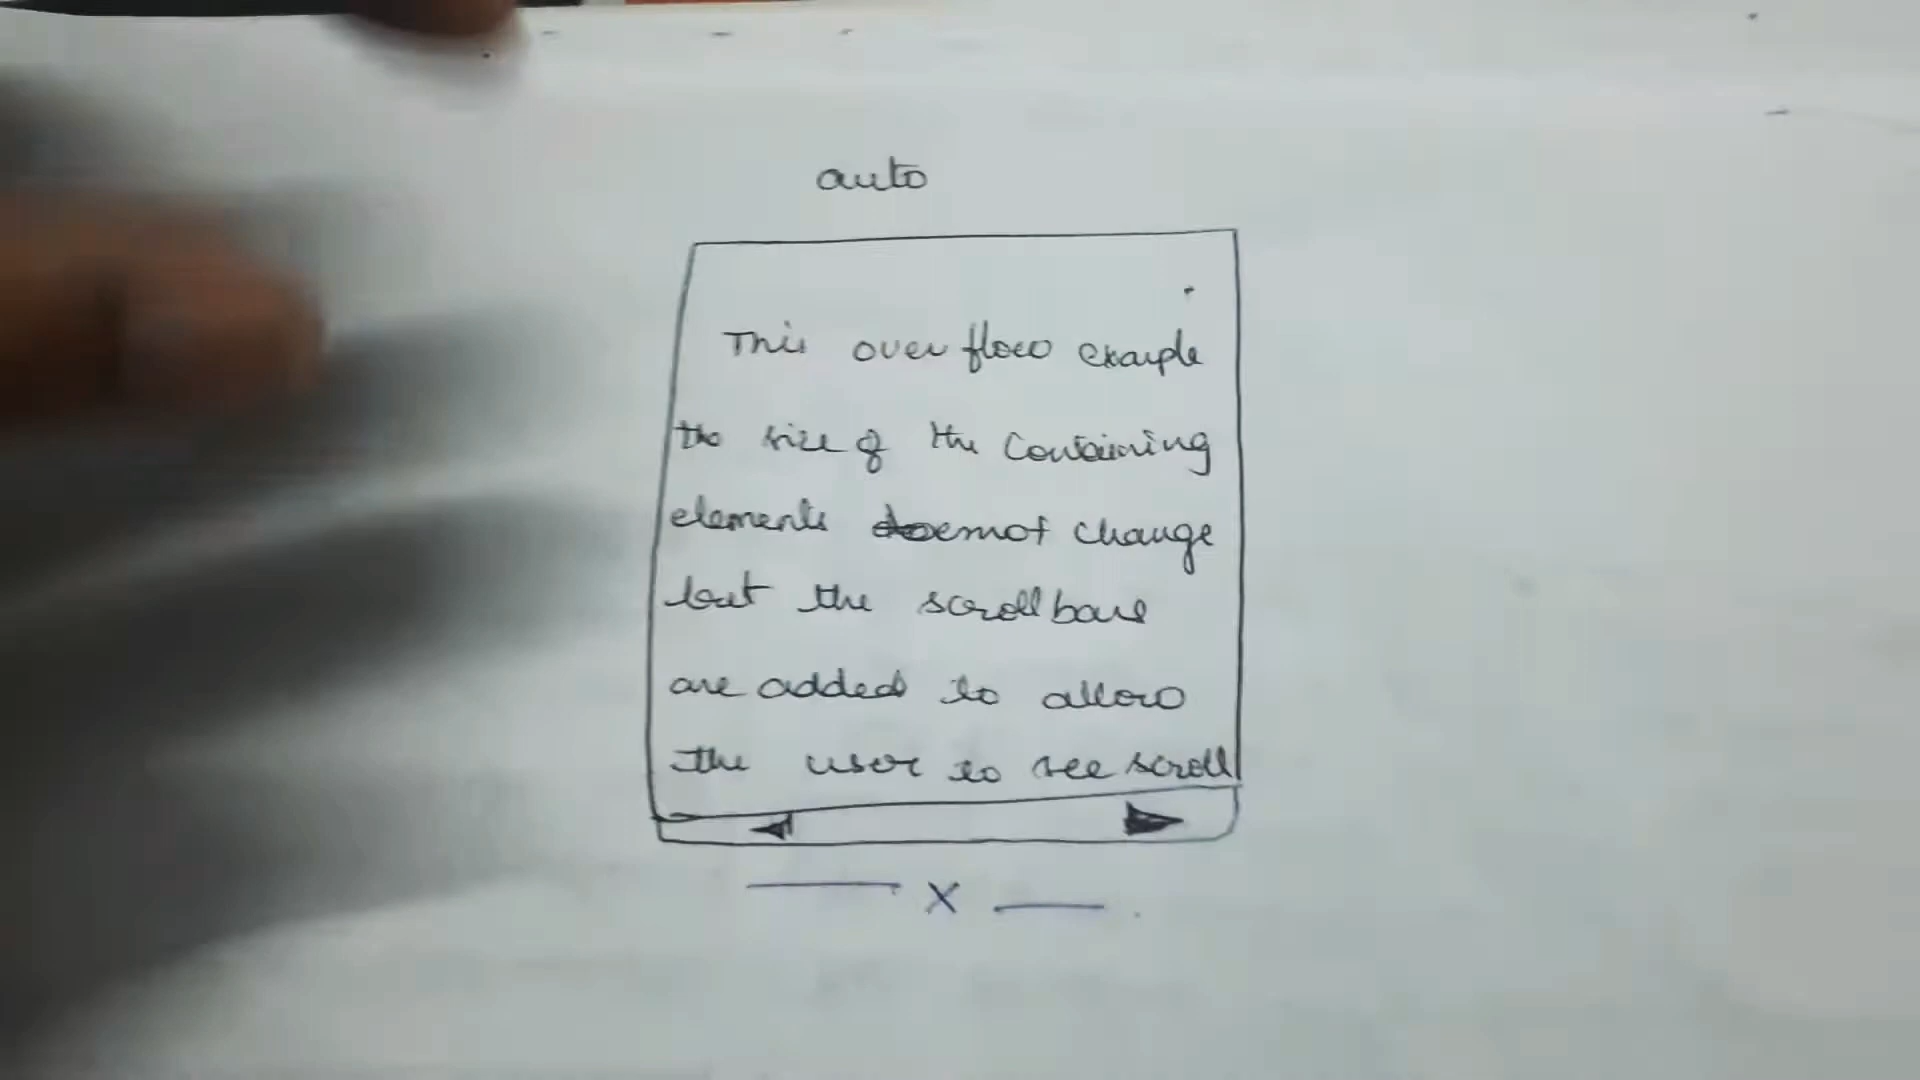 auto
This over flow example
the size of the Containing
elements doemot change
but the scroll bars
are added to allow
the user to see scroll
X